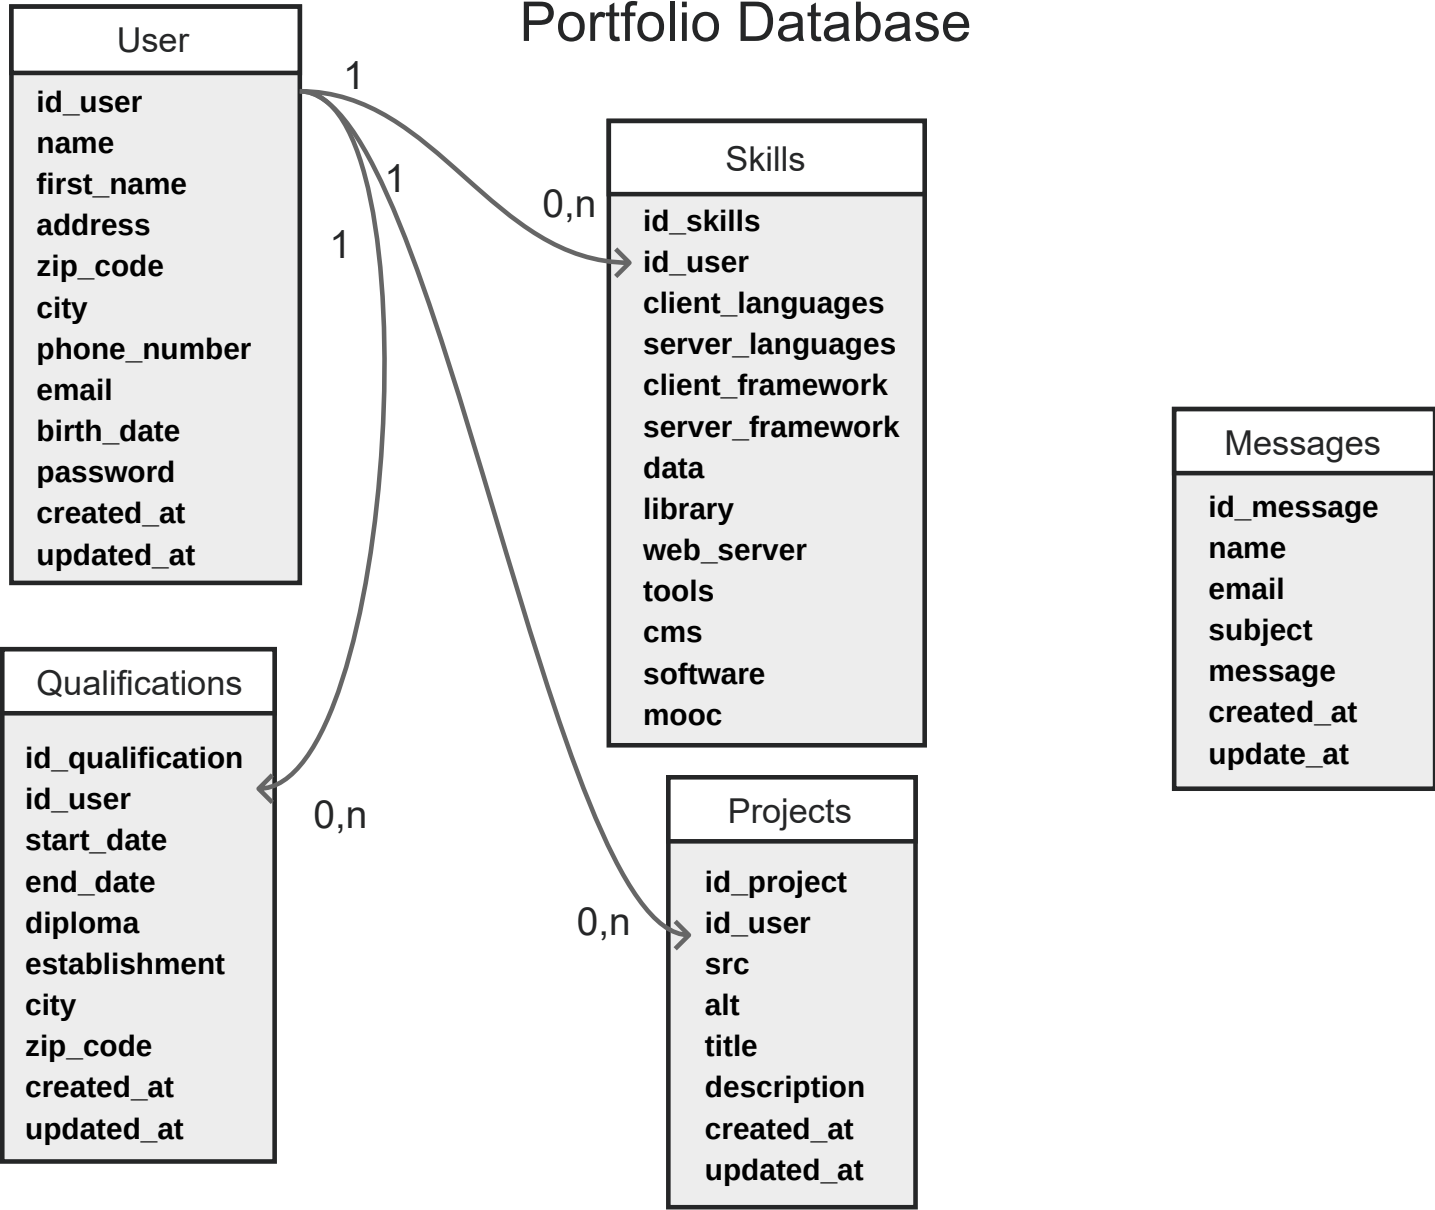 Portfolio Database
User
id_user
name
first_name
address
zip_code
city
phone_number
email
birth_date
password
created_at
updated_at
1
1
1
0,n
Skills
id_skills
id_user
client_languages
server_languages
client_framework
server_framework
data
library
web_server
tools
cms
software
mooc
Messages
id_message
name
email
subject
message
created_at
update_at
Qualifications
id_qualification
id_user
start_date
end_date
diploma
establishment
city
zip_code
created_at
updated_at
0,n
0,n
Projects
id_project
id_user
src
alt
title
description
created_at
updated_at